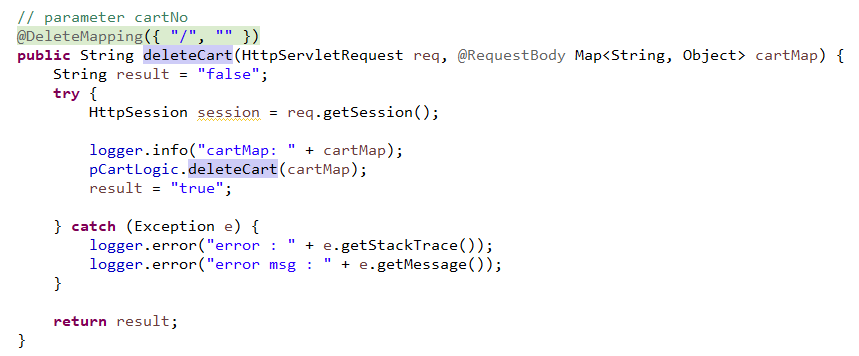 // parameter cartNo
@DeleteMapping({ "/", "" })
public String deleteCart(HttpServletRequest req, @RequestBody Map<String, Object> cartMap) {
    String result = "false";
    try {
        HttpSession session = req.getSession();

        logger.info("cartMap: " + cartMap);
        pCartLogic.deleteCart(cartMap);
        result = "true";

    } catch (Exception e) {
        logger.error("error : " + e.getStackTrace());
        logger.error("error msg : " + e.getMessage());
    }

    return result;
}